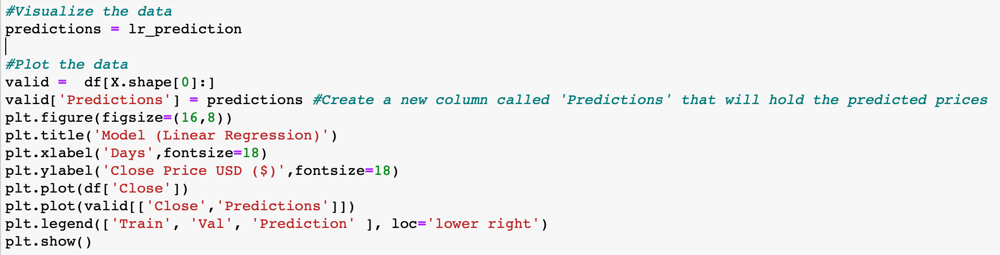 #Visualize the data
predictions = lr_prediction
#Plot the data
valid =  df[X.shape[0]:]
valid['Predictions'] = predictions #Create a new column called 'Predictions' that will hold the predicted prices
plt.figure(figsize=(16,8))
plt.title('Model (Linear Regression)')
plt.xlabel('Days',fontsize=18)
plt.ylabel('Close Price USD ($)',fontsize=18)
plt.plot(df['Close'])
plt.plot(valid[['Close','Predictions']])
plt.legend(['Train', 'Val', 'Prediction' ], loc='lower right')
plt.show()